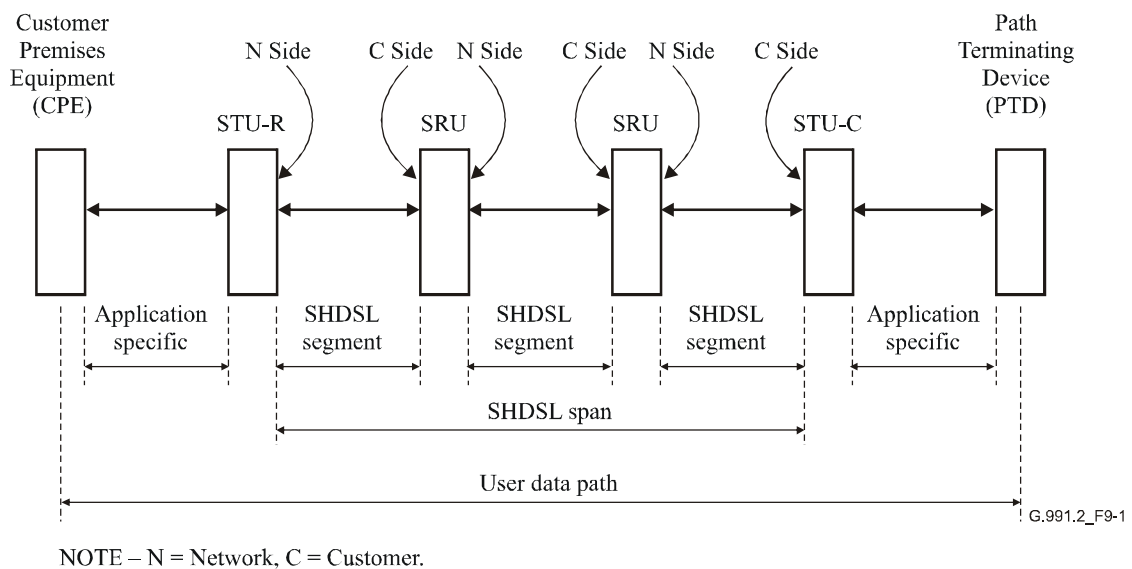 Customer
Premises
Equipment
(CPE)
Path
Terminating
Device
(PTD)
N Side
C Side
N Side
C Side
N Side
C Side
STU-R
SRU
SRU
STU-C
Application
specific
SHDSL
segment
SHDSL
segment
SHDSL
segment
Application
specific
SHDSL span
User data path
G.991.2_F9-1
NOTE – N = Network, C = Customer.